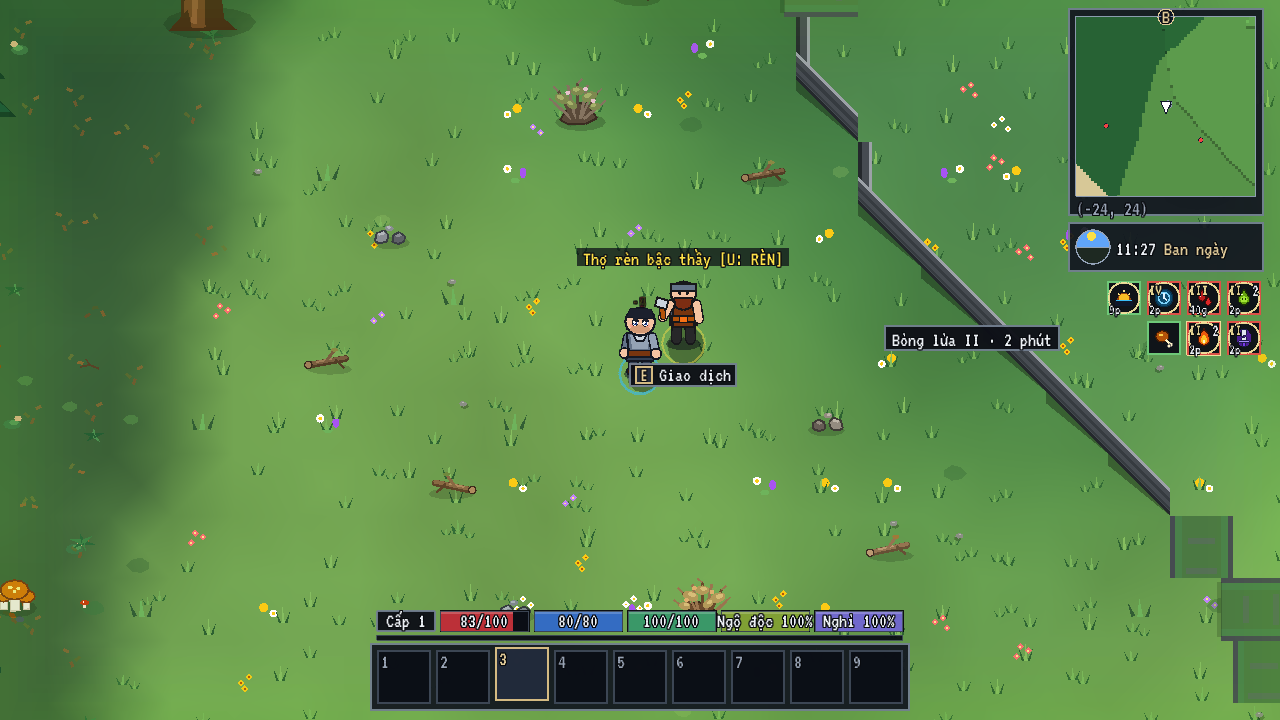 B
(-24, 24)
11:27 Ban ngày
Thợ rèn bậc thầy [U: RÈN]
Bỏng lửa II · 2 phút
E Giao dịch
Cấp 1
83/100
80/80
100/100
Ngộ độc 100%
Nghỉ 100%
1 2 3 4 5 6 7 8 9